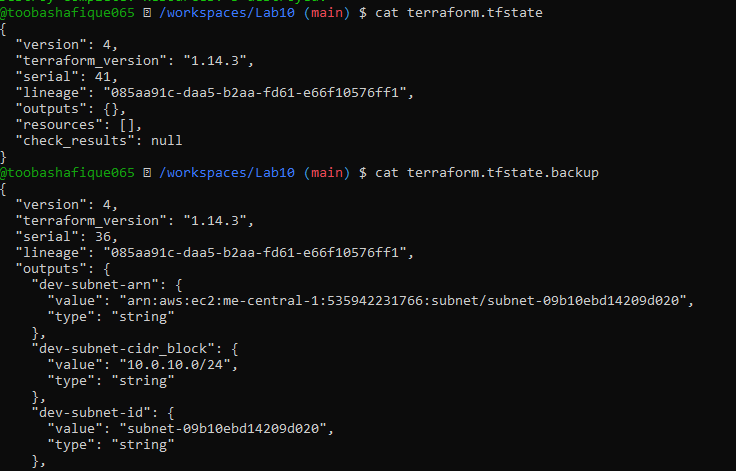 @toobashafique065 /workspaces/Lab10 (main) $ cat terraform.tfstate
{
  "version": 4,
  "terraform_version": "1.14.3",
  "serial": 41,
  "lineage": "085aa91c-daa5-b2aa-fd61-e66f10576ff1",
  "outputs": {},
  "resources": [],
  "check_results": null
}
@toobashafique065 /workspaces/Lab10 (main) $ cat terraform.tfstate.backup
{
  "version": 4,
  "terraform_version": "1.14.3",
  "serial": 36,
  "lineage": "085aa91c-daa5-b2aa-fd61-e66f10576ff1",
  "outputs": {
    "dev-subnet-arn": {
      "value": "arn:aws:ec2:me-central-1:535942231766:subnet/subnet-09b10ebd14209d020",
      "type": "string"
    },
    "dev-subnet-cidr_block": {
      "value": "10.0.10.0/24",
      "type": "string"
    },
    "dev-subnet-id": {
      "value": "subnet-09b10ebd14209d020",
      "type": "string"
    },